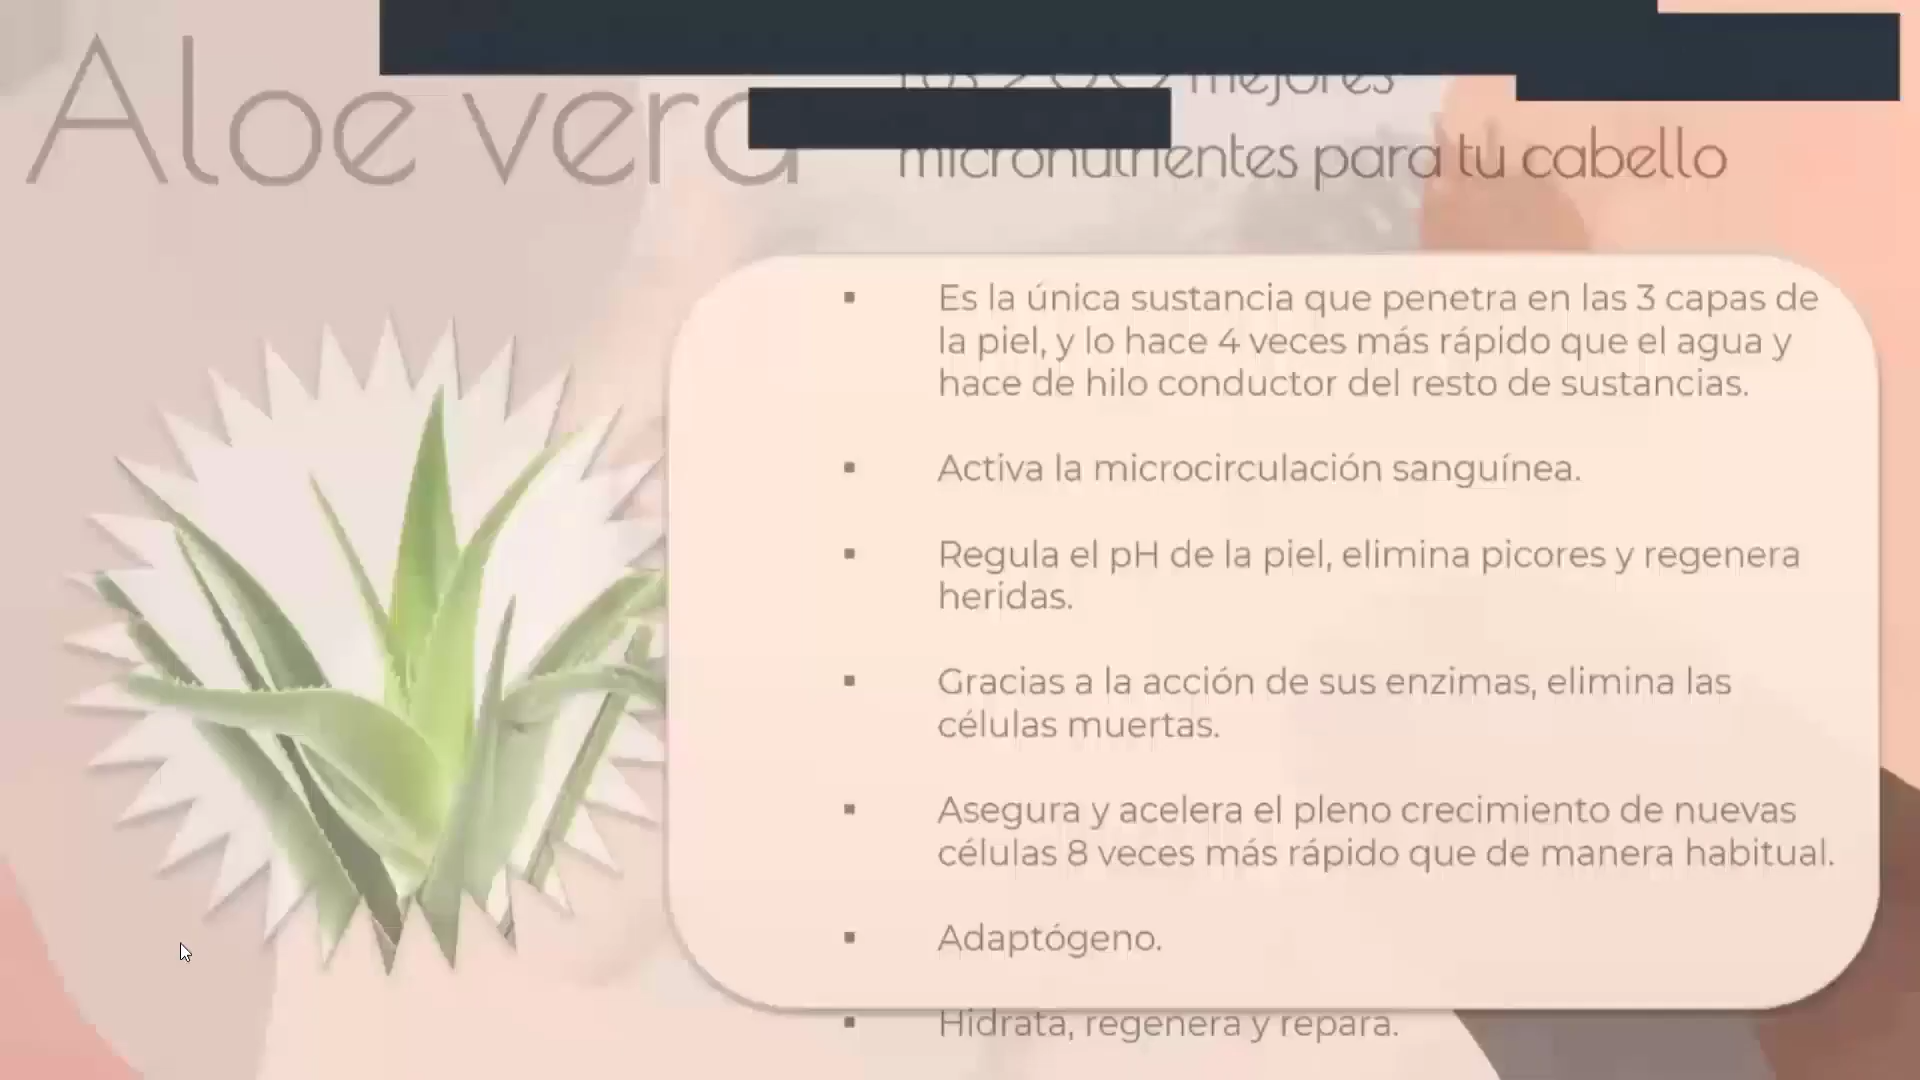 Aloe vera
Los >60 mejores
micronutrientes para tu cabello
▪ Es la única sustancia que penetra en las 3 capas de
la piel, y lo hace 4 veces más rápido que el agua y
hace de hilo conductor del resto de sustancias.
▪ Activa la microcirculación sanguínea.
▪ Regula el pH de la piel, elimina picores y regenera
heridas.
▪ Gracias a la acción de sus enzimas, elimina las
células muertas.
▪ Asegura y acelera el pleno crecimiento de nuevas
células 8 veces más rápido que de manera habitual.
▪ Adaptógeno.
▪ Hidrata, regenera y repara.